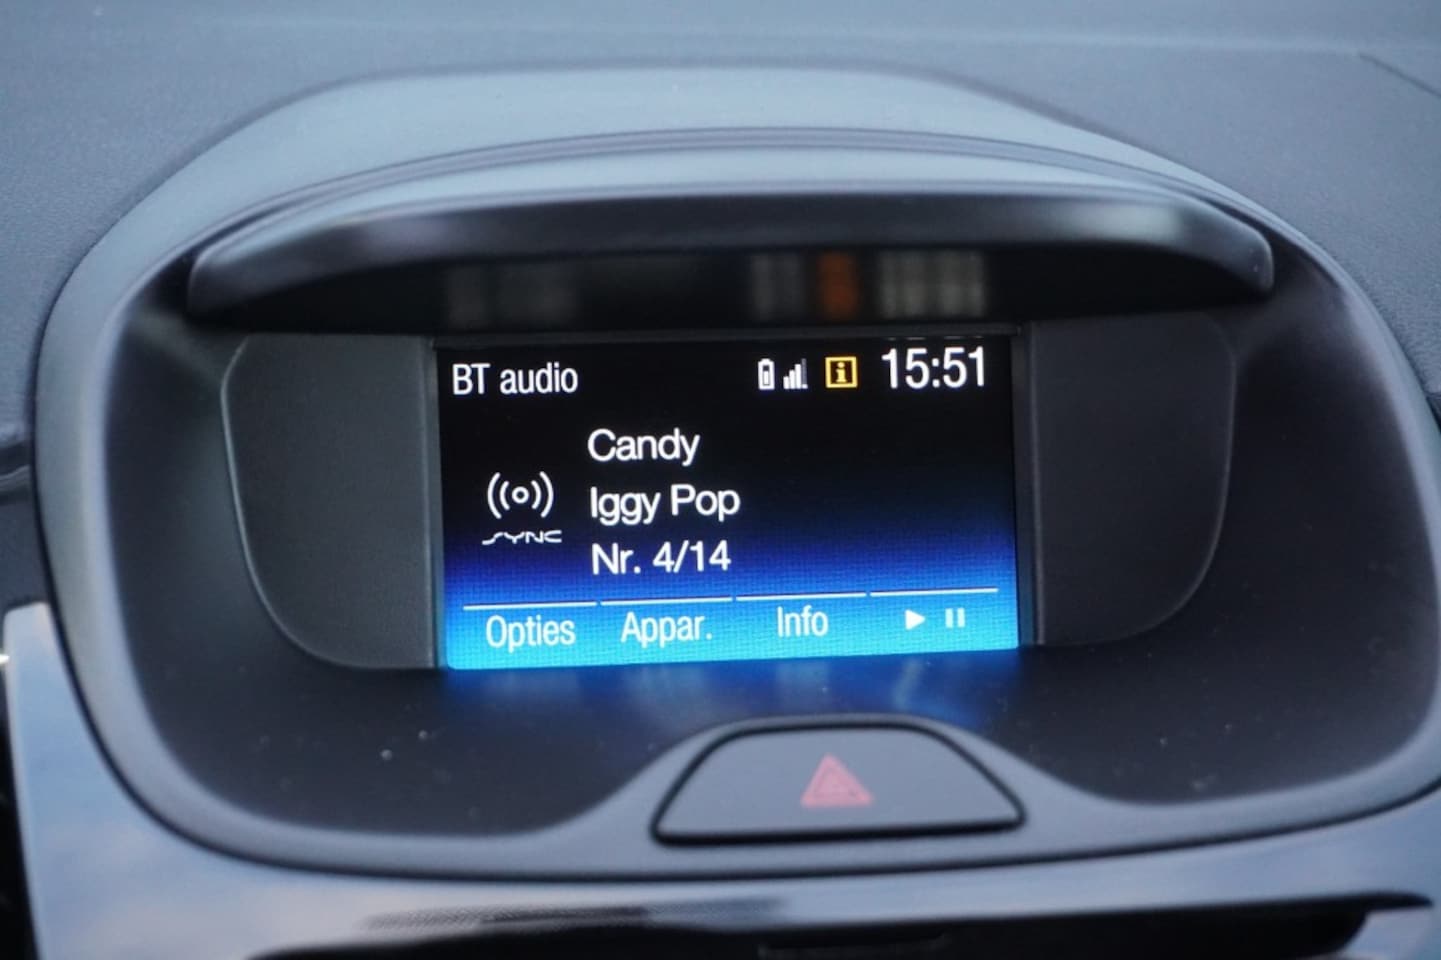 BT audio 15:51
Candy
Iggy Pop
SYNC
Nr. 4/14
Opties Appar. Info